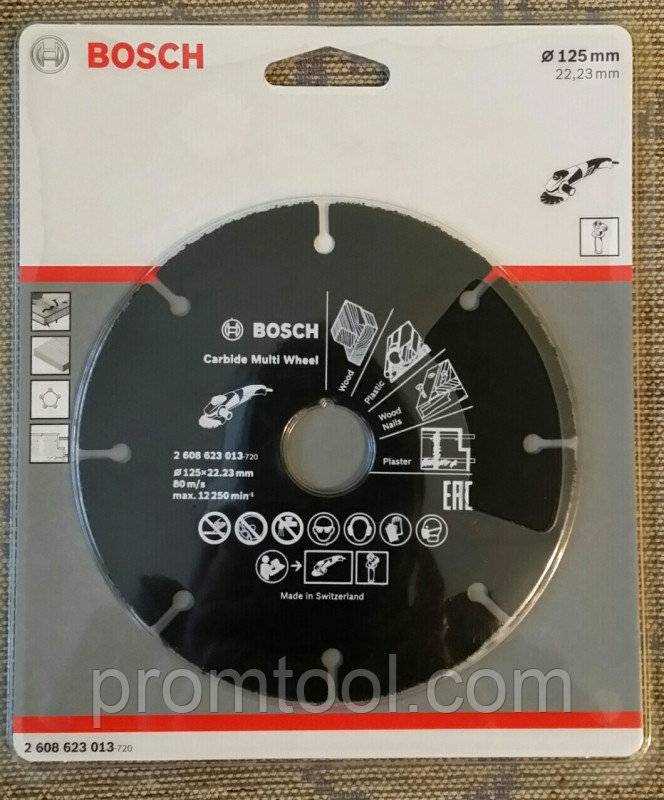 BOSCH
Ø 125 mm
22,23 mm
BOSCH
Carbide Multi Wheel
Wood
Plastic
Wood
Nails
Plaster
2 608 623 013-720
Ø 125×22.23 mm
80 m/s
max. 12 250 min-¹
EAC
Made in Switzerland
promtool.com
2 608 623 013-720